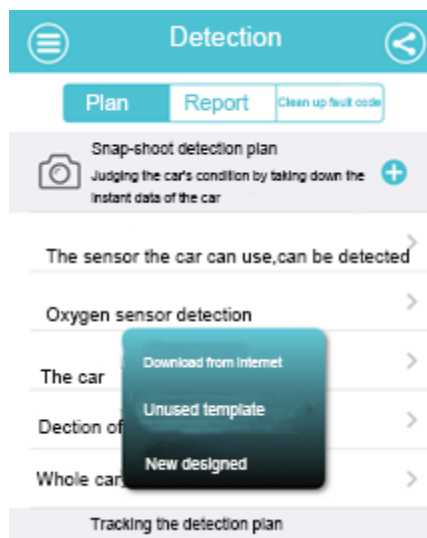 Detection
Plan
Report
Clean up fault code
Snap-shoot detection plan
Judging the car's condition by taking down the
instant data of the car
The sensor the car can use,can be detected
Oxygen sensor detection
Download from Internet
The car
Unused template
Dection of
New designed
Whole car
Tracking the detection plan